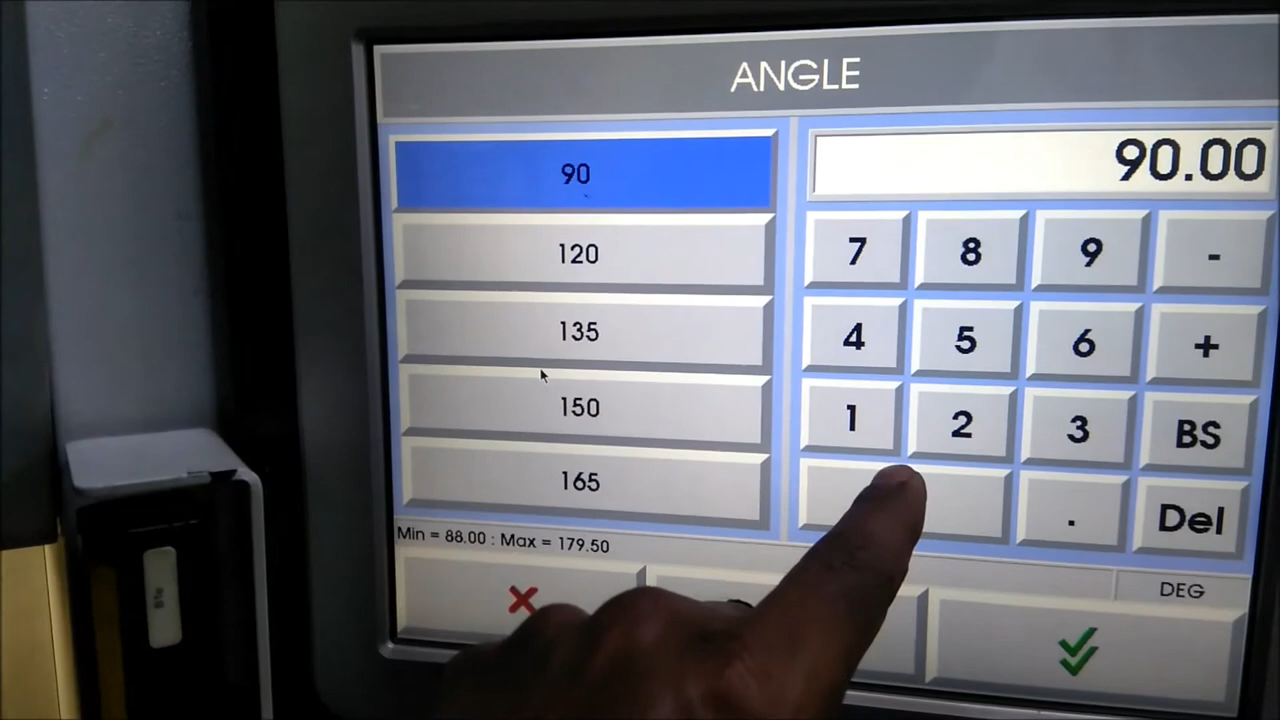 ANGLE
90
120
135
150
165
90.00
7 8 9 -
4 5 6 +
1 2 3 BS
. Del
Min = 88.00 : Max = 179.50
DEG